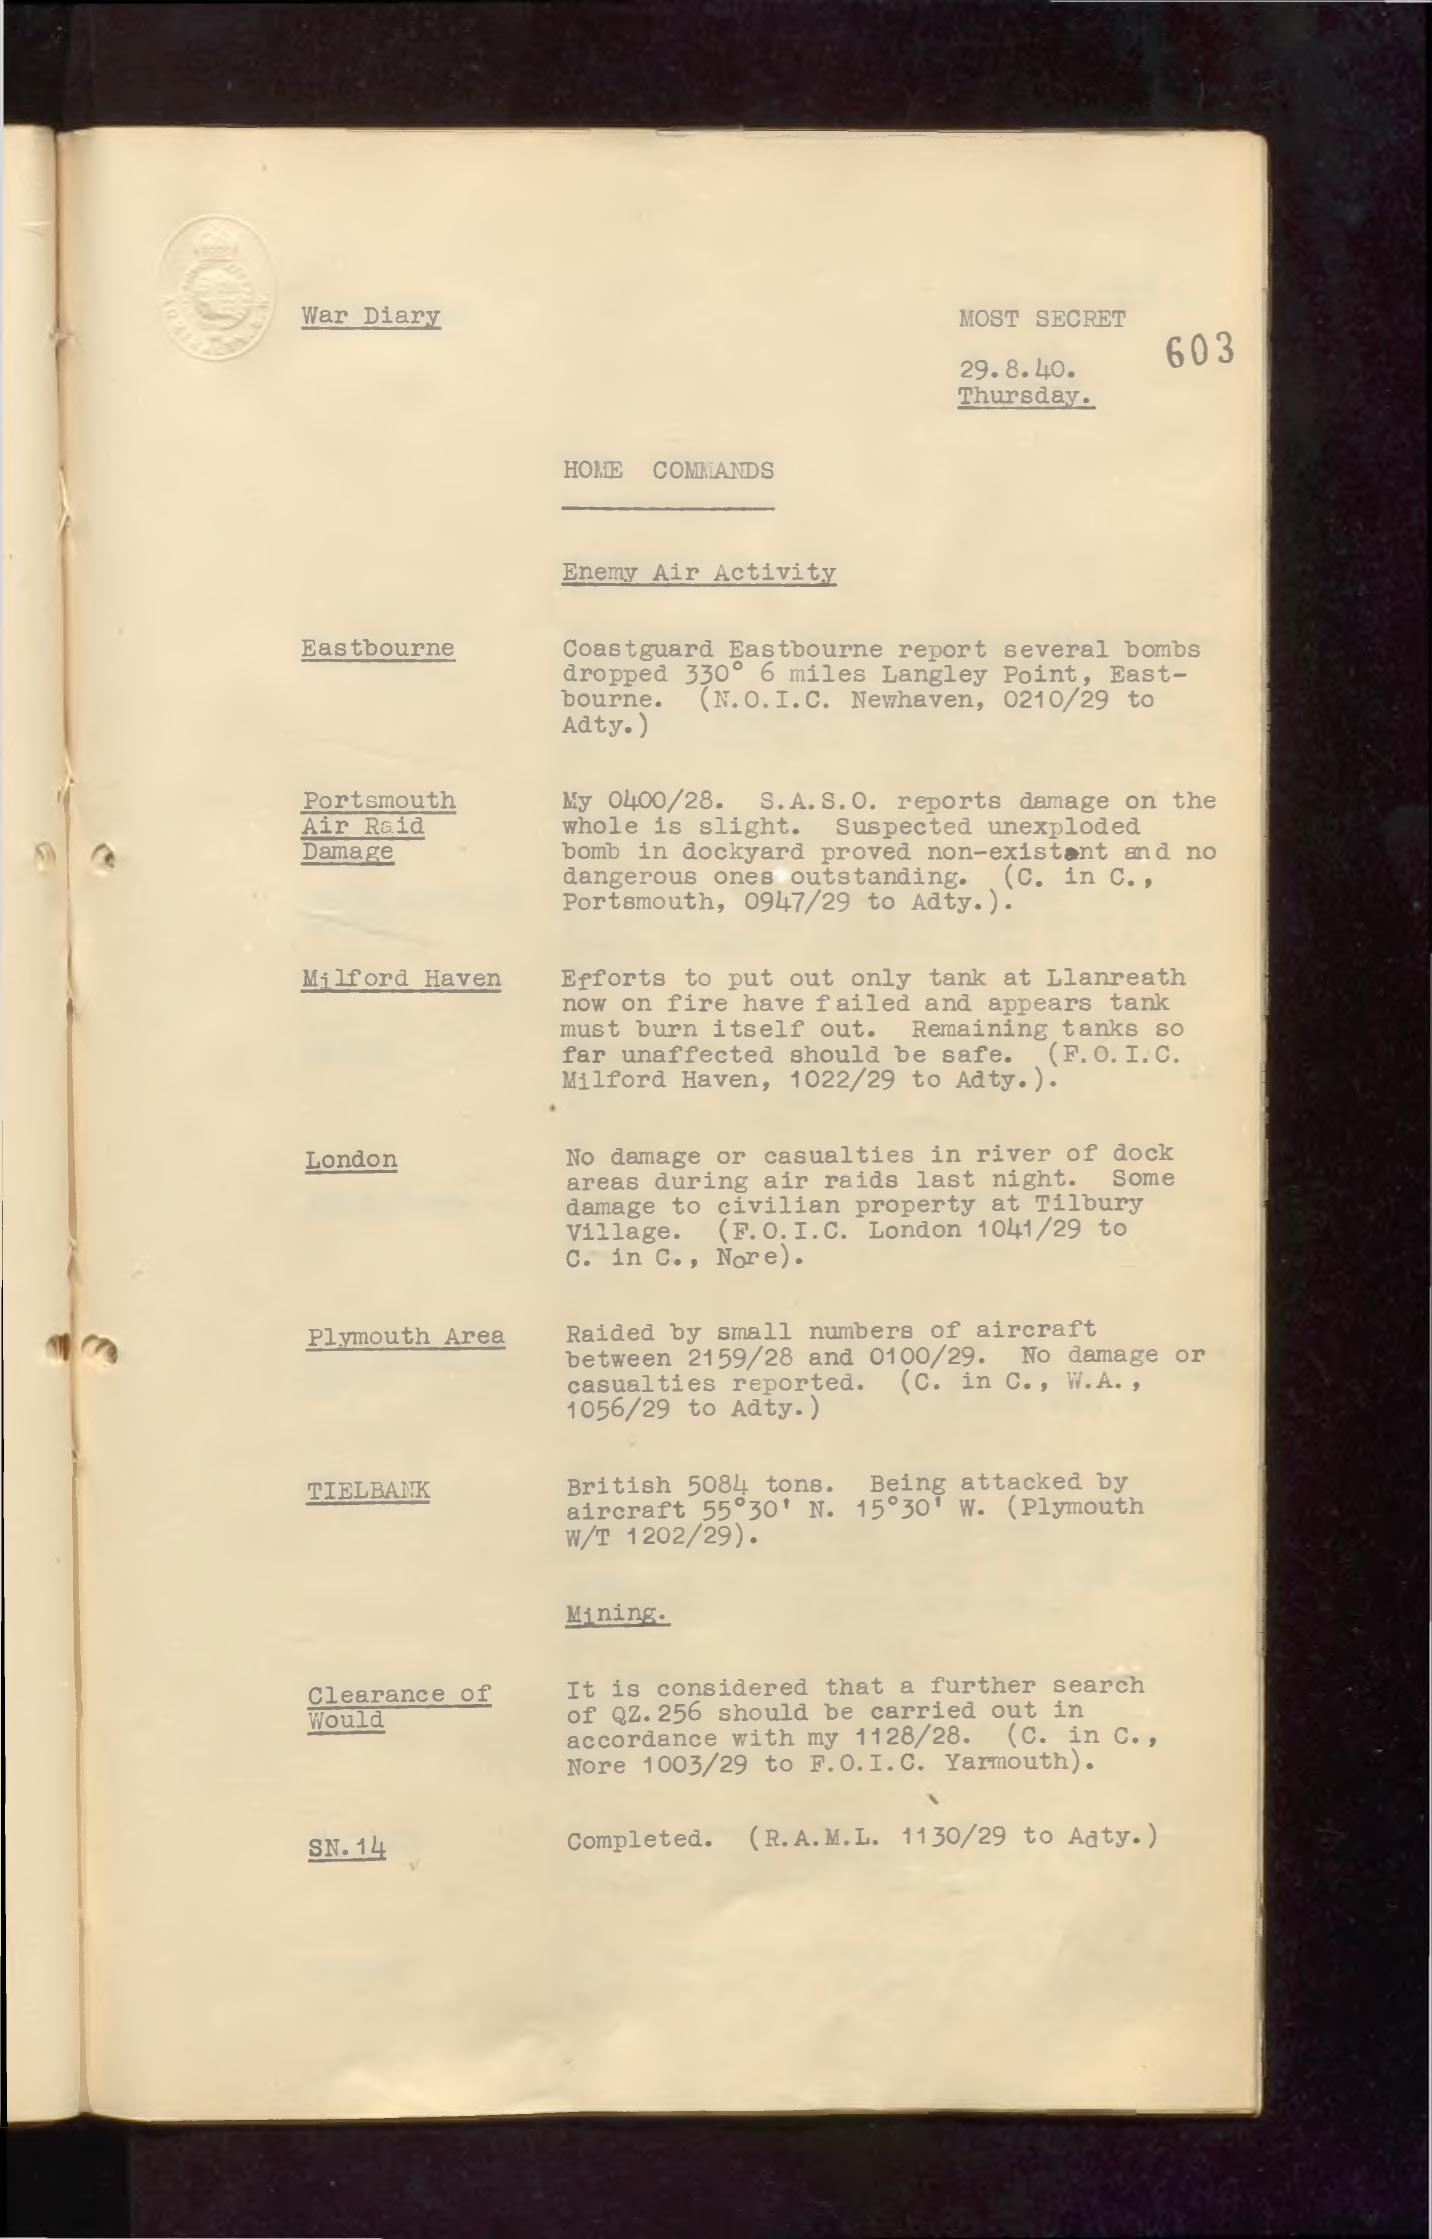 War Diary
MOST SECRET
603
29.8.40.
Thursday.
HOME COMMANDS
Enemy Air Activity
Eastbourne
Coastguard Eastbourne report several bombs
dropped 330° 6 miles Langley Point, East-
bourne. (N.O.I.C. Newhaven, 0210/29 to
Adty.)
Portsmouth
Air Raid
Damage
My 0400/28. S.A.S.O. reports damage on the
whole is slight. Suspected unexploded
bomb in dockyard proved non-existent and no
dangerous ones outstanding. (C. in C.,
Portsmouth, 0947/29 to Adty.).
Milford Haven
Efforts to put out only tank at Llanreath
now on fire have failed and appears tank
must burn itself out. Remaining tanks so
far unaffected should be safe. (F.O.I.C.
Milford Haven, 1022/29 to Adty.).
London
No damage or casualties in river of dock
areas during air raids last night. Some
damage to civilian property at Tilbury
Village. (F.O.I.C. London 1041/29 to
C. in C., Nore).
Plymouth Area
Raided by small numbers of aircraft
between 2159/28 and 0100/29. No damage or
casualties reported. (C. in C., W.A.,
1056/29 to Adty.)
TIELBANK
British 5084 tons. Being attacked by
aircraft 55°30' N. 15°30' W. (Plymouth
W/T 1202/29).
Mining.
Clearance of
Would
It is considered that a further search
of QZ.256 should be carried out in
accordance with my 1128/28. (C. in C.,
Nore 1003/29 to F.O.I.C. Yarmouth).
SN.14
Completed. (R.A.M.L. 1130/29 to Adty.)